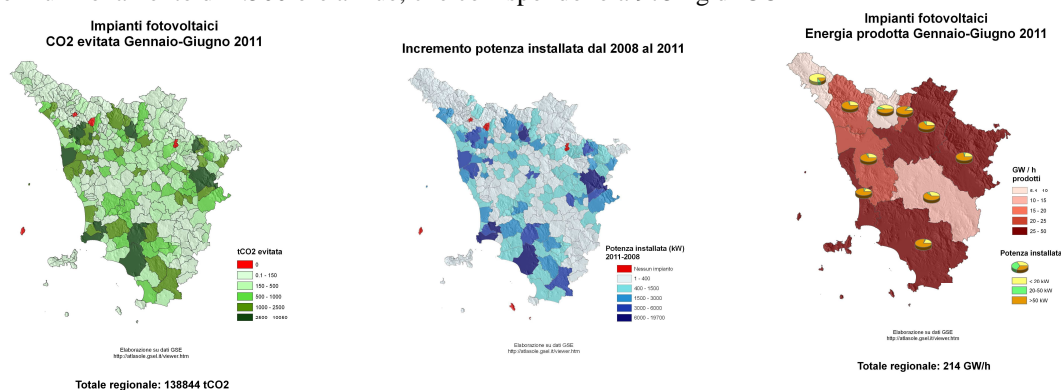 Impianti fotovoltaici
CO2 evitata Gennaio-Giugno 2011
tCO2 evitata
0
0.1 - 150
150 - 500
500 - 1000
1000 - 2500
2500 - 10050
Elaborazione su dati GSE
http://atlasole.gsel.it/viewer.htm
Totale regionale: 138844 tCO2
Incremento potenza installata dal 2008 al 2011
Potenza installata (kW)
2011-2008
Nessun impianto
1 - 400
400 - 1500
1500 - 3000
3000 - 6000
6000 - 19700
Elaborazione su dati GSE
http://atlasole.gsel.it/viewer.htm
Impianti fotovoltaici
Energia prodotta Gennaio-Giugno 2011
GW / h
prodotti
10 - 15
15 - 20
20 - 25
25 - 50
Potenza installata
< 20 kW
20-50 kW
>50 kW
Elaborazione su dati GSE
http://atlasole.gsel.it/viewer.htm
Totale regionale: 214 GW/h